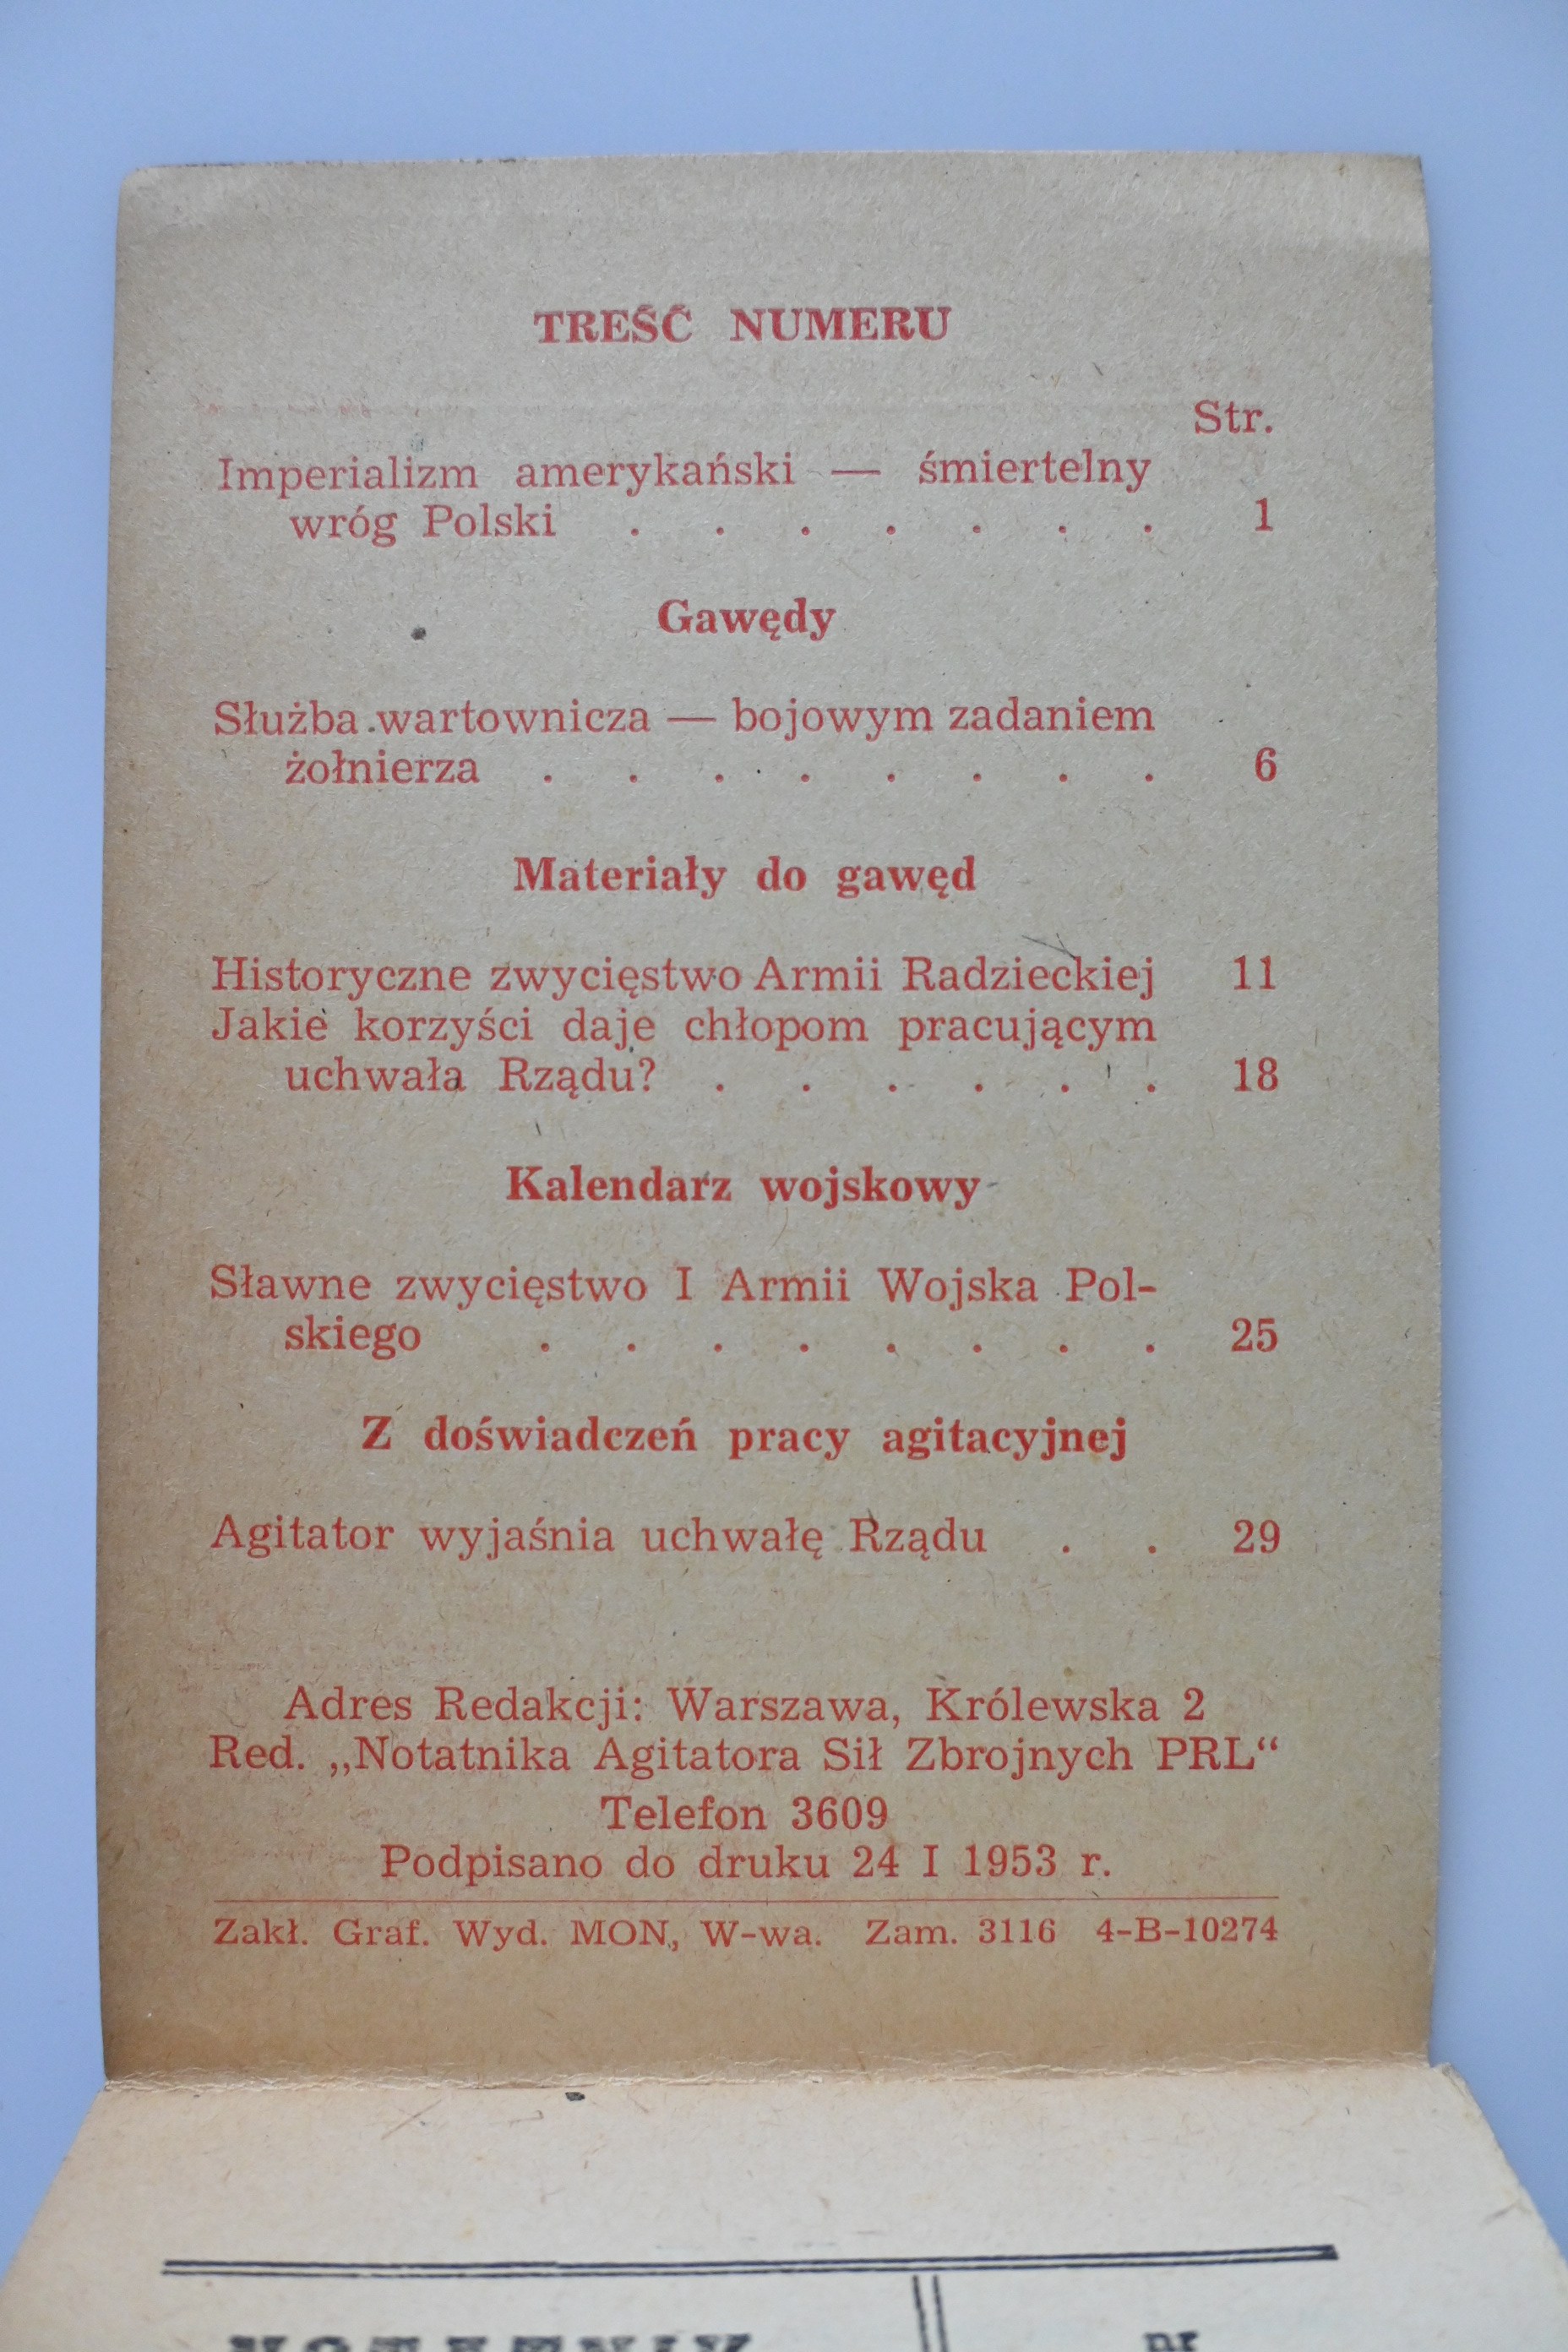 TREŚĆ NUMERU
Str.
Imperializm amerykański — śmiertelny
wróg Polski . . . . . . . 1
Gawędy
Służba wartownicza — bojowym zadaniem
żołnierza . . . . . . . . 6
Materiały do gawęd
Historyczne zwycięstwo Armii Radzieckiej 11
Jakie korzyści daje chłopom pracującym
uchwała Rządu? . . . . . . 18
Kalendarz wojskowy
Sławne zwycięstwo I Armii Wojska Pol-
skiego . . . . . . . . 25
Z doświadczeń pracy agitacyjnej
Agitator wyjaśnia uchwałę Rządu . . 29
Adres Redakcji: Warszawa, Królewska 2
Red. „Notatnika Agitatora Sił Zbrojnych PRL“
Telefon 3609
Podpisano do druku 24 I 1953 r.
Zakł. Graf. Wyd. MON, W-wa. Zam. 3116 4-B-10274